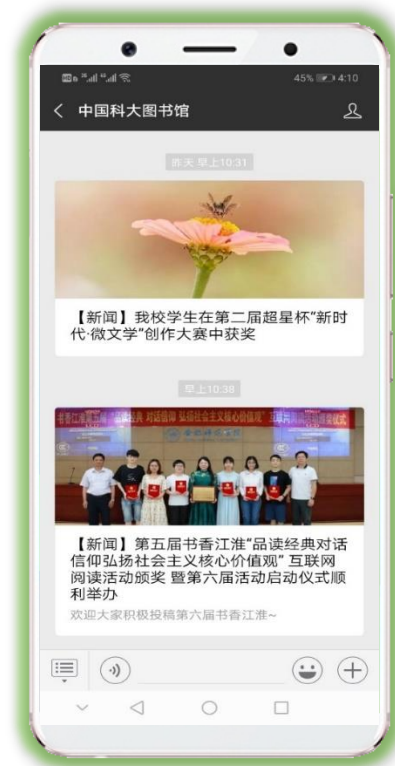 45% 4:10
中国科大图书馆
昨天 早上10:31
【新闻】我校学生在第二届超星杯“新时
代·微文学”创作大赛中获奖
早上10:38
【新闻】第五届书香江淮“品读经典对话
信仰弘扬社会主义核心价值观” 互联网
阅读活动颁奖 暨第六届活动启动仪式顺
利举办
欢迎大家积极投稿第六届书香江淮~